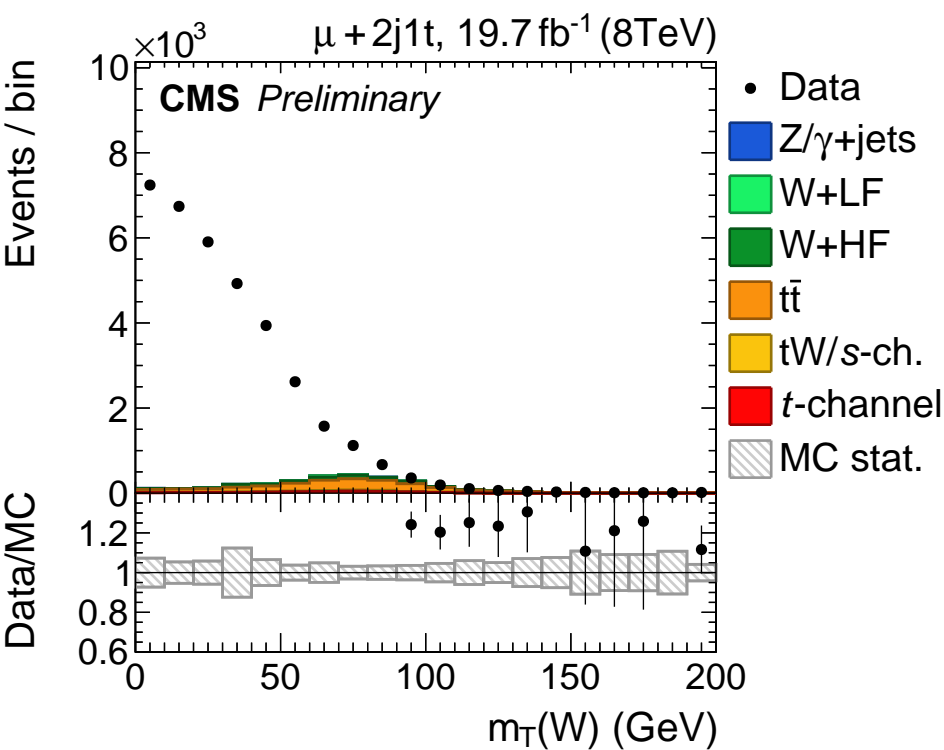 ×10³
μ + 2j1t, 19.7 fb⁻¹ (8TeV)
CMS Preliminary
Events / bin
10
8
6
4
2
0
Data
Z/γ+jets
W+LF
W+HF
tt̄
tW/s-ch.
t-channel
MC stat.
Data/MC
1.2
1
0.8
0.6
0 50 100 150 200
m_T(W) (GeV)